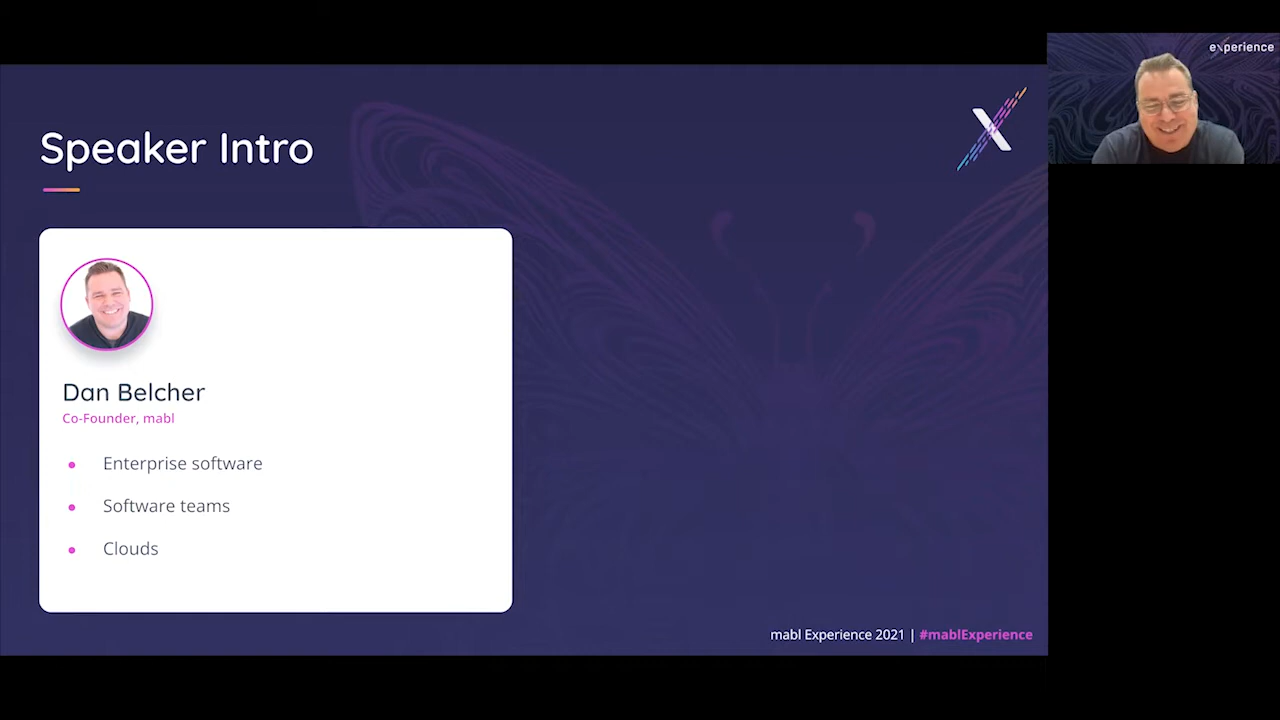 Speaker Intro
Dan Belcher
Co-Founder, mabl
Enterprise software
Software teams
Clouds
mabl Experience 2021 | #mablExperience
experience